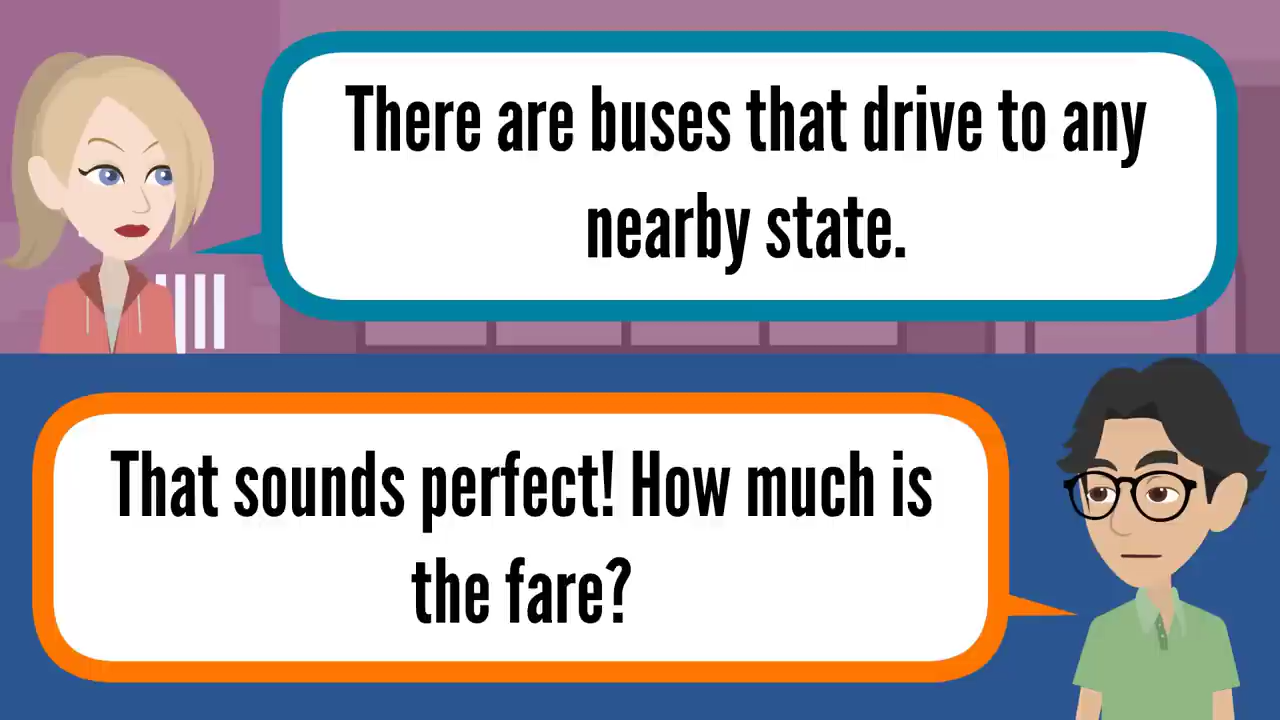 There are buses that drive to any
nearby state.
That sounds perfect! How much is
the fare?